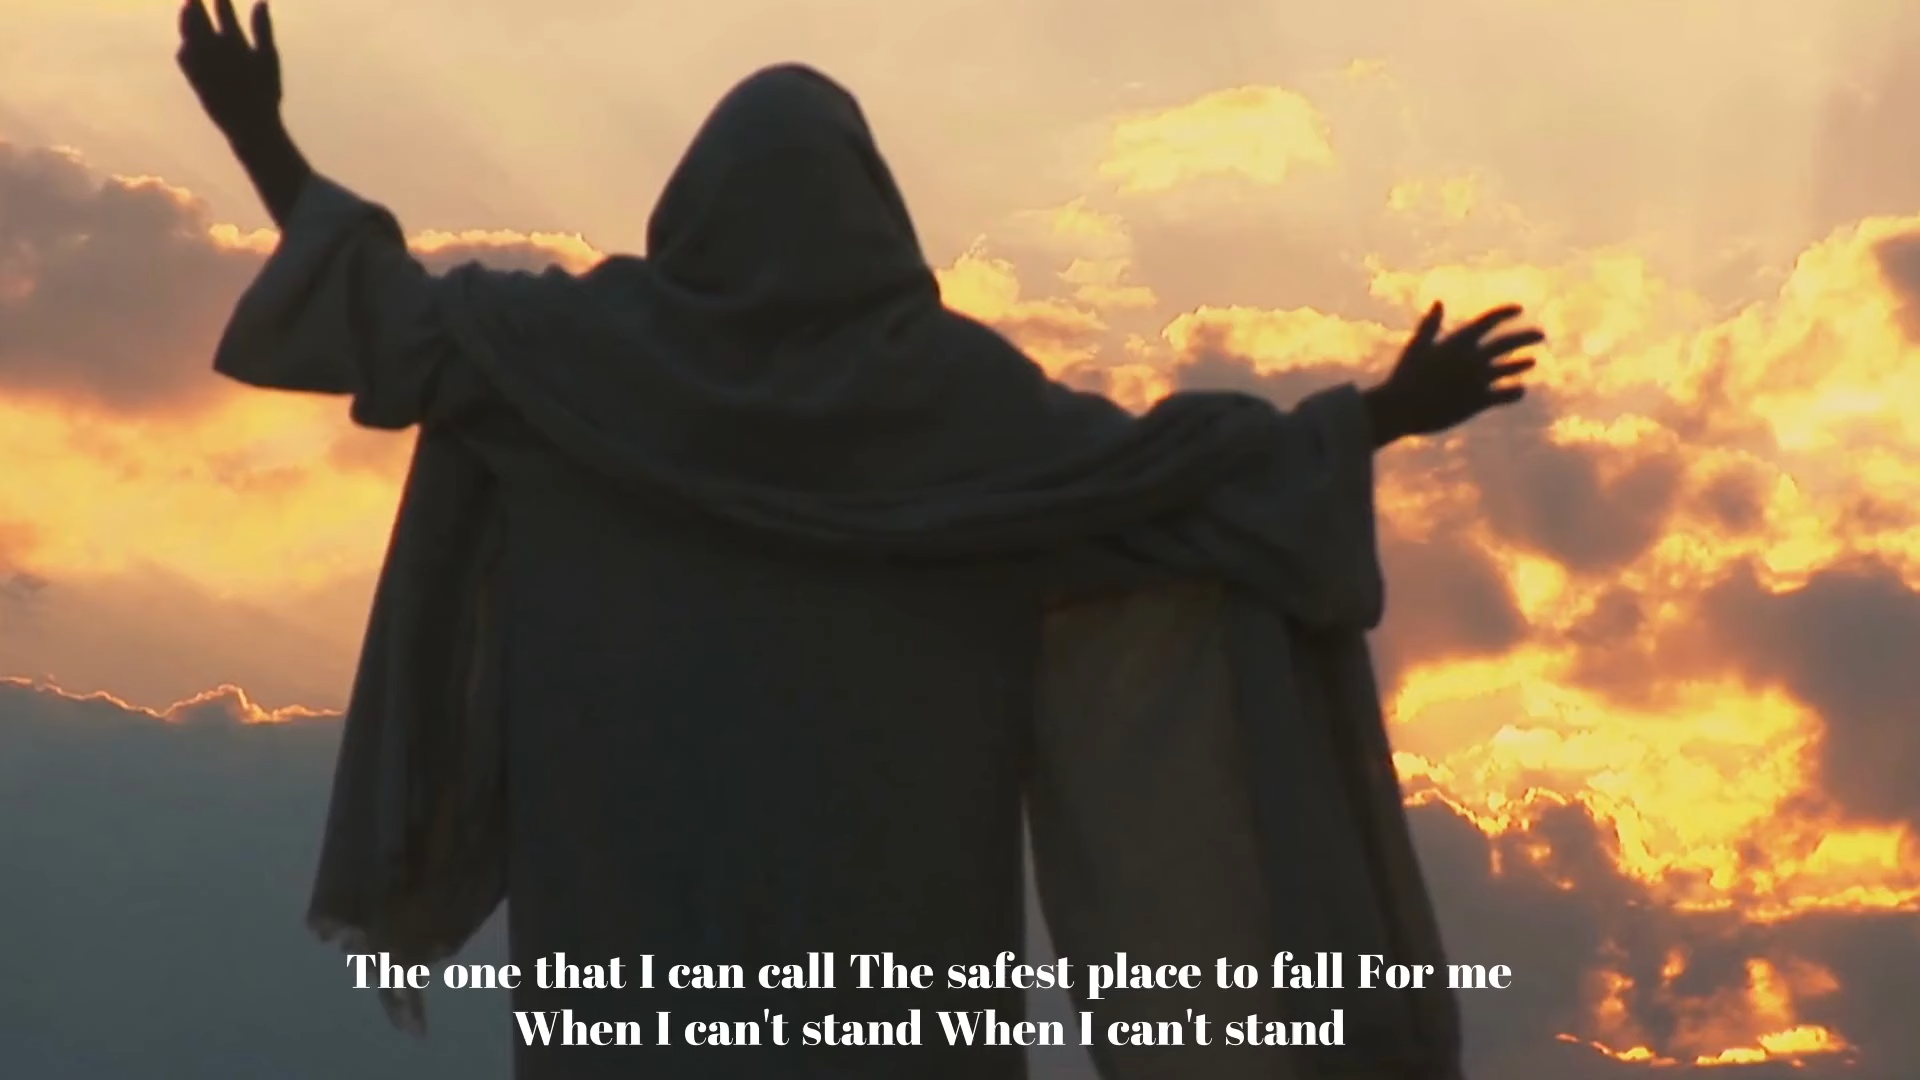 The one that I can call The safest place to fall For me
When I can't stand When I can't stand